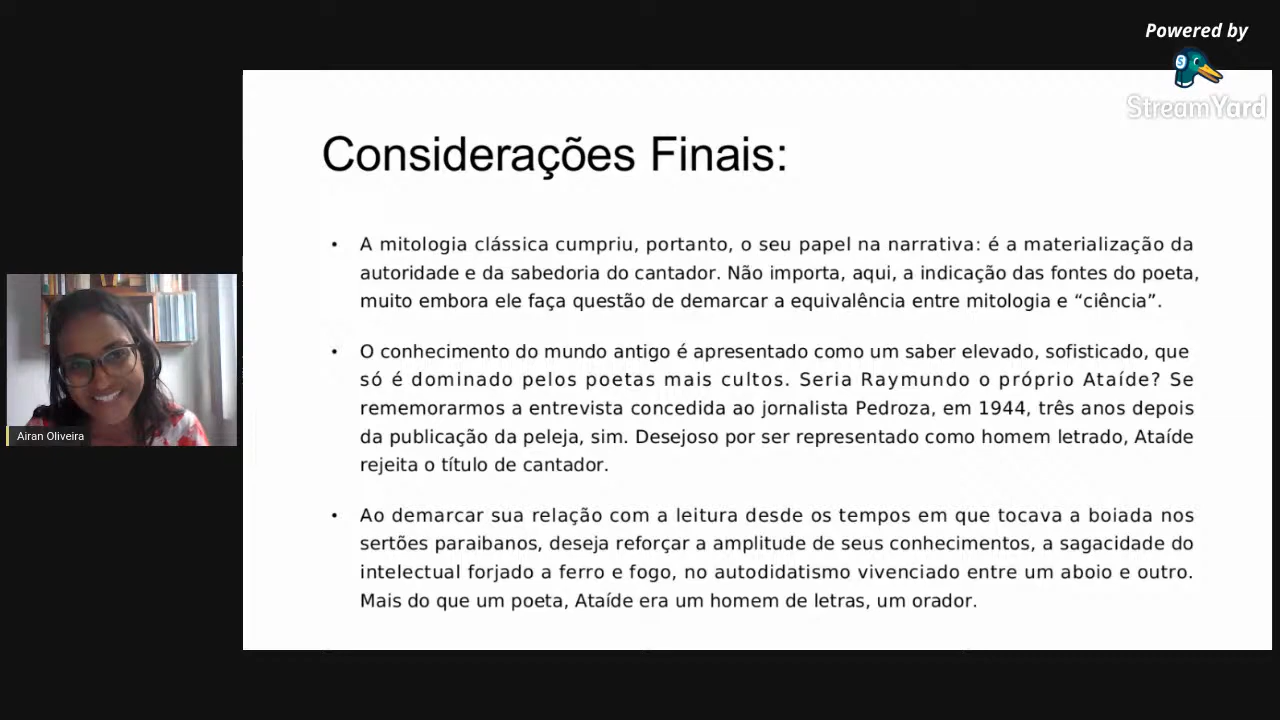 Powered by
StreamYard
Considerações Finais:
• A mitologia clássica cumpriu, portanto, o seu papel na narrativa: é a materialização da
autoridade e da sabedoria do cantador. Não importa, aqui, a indicação das fontes do poeta,
muito embora ele faça questão de demarcar a equivalência entre mitologia e “ciência”.
• O conhecimento do mundo antigo é apresentado como um saber elevado, sofisticado, que
só é dominado pelos poetas mais cultos. Seria Raymundo o próprio Ataíde? Se
rememorarmos a entrevista concedida ao jornalista Pedroza, em 1944, três anos depois
da publicação da peleja, sim. Desejoso por ser representado como homem letrado, Ataíde
rejeita o título de cantador.
• Ao demarcar sua relação com a leitura desde os tempos em que tocava a boiada nos
sertões paraibanos, deseja reforçar a amplitude de seus conhecimentos, a sagacidade do
intelectual forjado a ferro e fogo, no autodidatismo vivenciado entre um aboio e outro.
Mais do que um poeta, Ataíde era um homem de letras, um orador.
Airan Oliveira